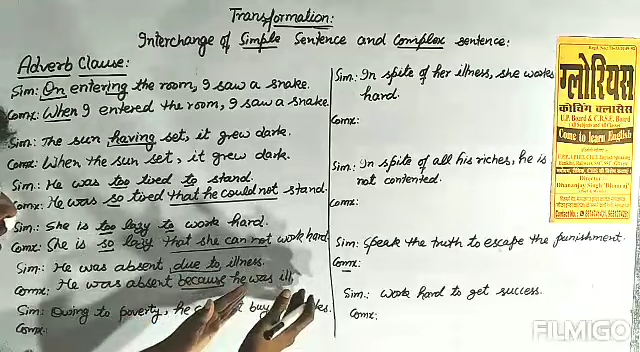 Transformation:
Interchange of Simple Sentence and Complex sentence:
Adverb Clause:
Sim: On entering the room, I saw a snake.
Comx: When I entered the room, I saw a snake.
Sim: The sun having set, it grew dark.
Comx: When the sun set, it grew dark.
Sim: He was too tired to stand.
Comx: He was so tired that he could not stand.
Sim: She is too lazy to work hard.
Comx: She is so lazy that she can not work hard.
Sim: He was absent due to illness.
Comx: He was absent because he was ill,
Sim: Owing to poverty, he buy
Comx:
Sim: In spite of her illness, she works
hard.
Comx:
Sim: In spite of all his riches, he is
not contented.
Comx:
Sim: Speak the truth to escape the punishment.
Comx:
Sim: work hard to get success.
Comx:
ग्लोरियस
कोचिंग क्लासेस
U.P. Board & C.B.S.E. Board
Come to learn English
Director
Dhananjay Singh
FILMIGO